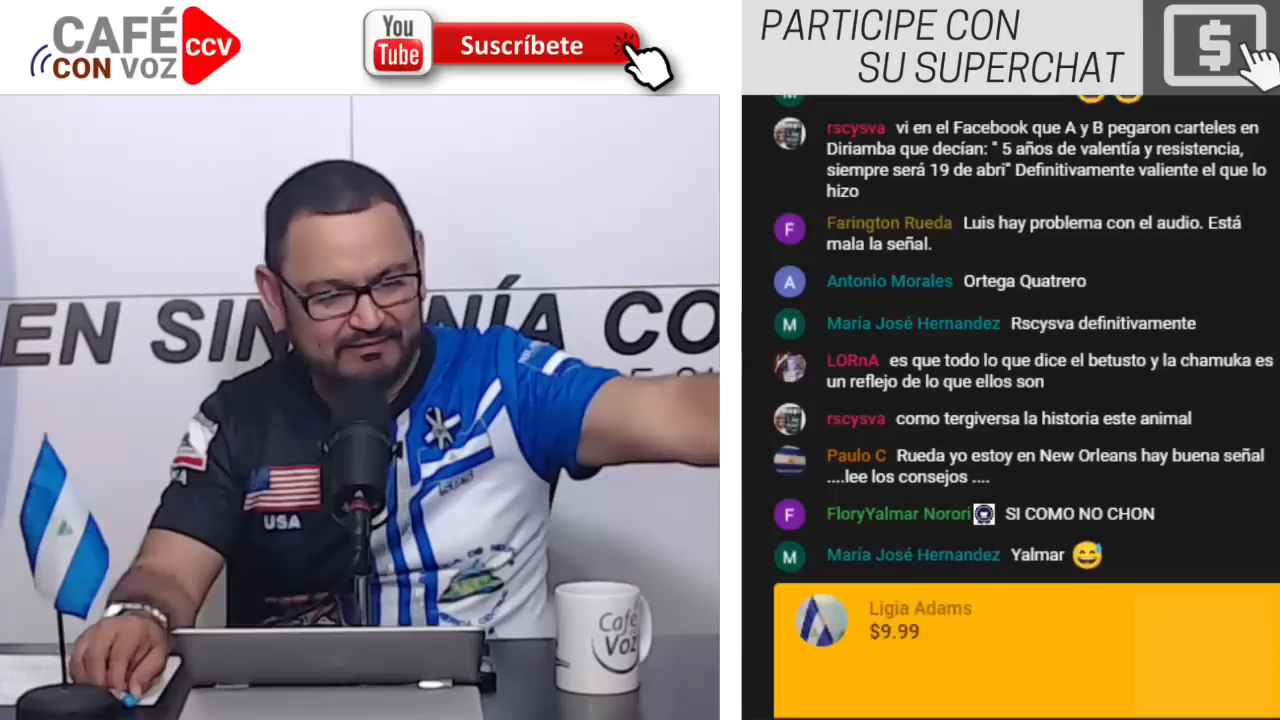 CAFÉ
CON VOZ
CCV
You
Tube
Suscríbete
PARTICIPE CON
SU SUPERCHAT
$
EN SIN
NÍA CO
USA
Café
Voz
rscysva vi en el Facebook que A y B pegaron carteles en
Diriamba que decían: " 5 años de valentía y resistencia,
siempre será 19 de abri" Definitivamente valiente el que lo
hizo
F
Farington Rueda Luis hay problema con el audio. Está
mala la señal.
A
Antonio Morales Ortega Quatrero
M
María José Hernandez Rscysva definitivamente
LORnA es que todo lo que dice el betusto y la chamuka es
un reflejo de lo que ellos son
rscysva como tergiversa la historia este animal
Paulo C Rueda yo estoy en New Orleans hay buena señal
....lee los consejos ....
F
FloryYalmar Norori SI COMO NO CHON
M
María José Hernandez Yalmar
Ligia Adams
$9.99